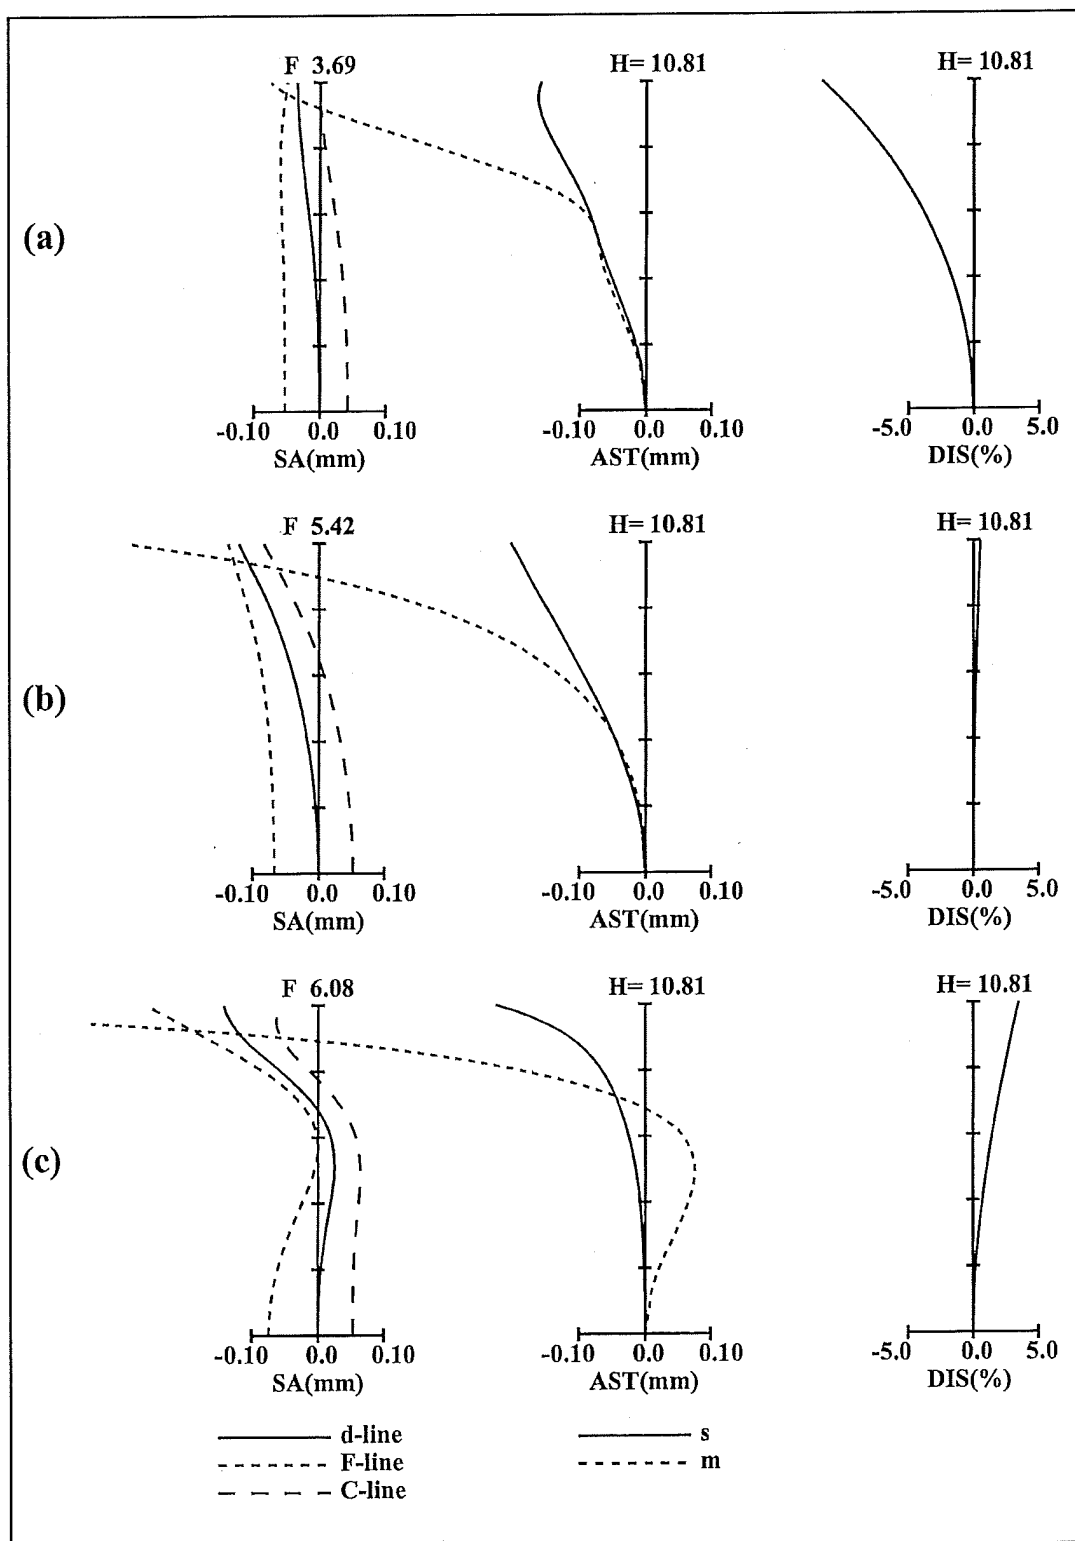 F 3.69 H= 10.81 H= 10.81
(a)
-0.10 0.0 0.10 -0.10 0.0 0.10 -5.0 0.0 5.0
SA(mm) AST(mm) DIS(%)
F 5.42 H= 10.81 H= 10.81
(b)
-0.10 0.0 0.10 -0.10 0.0 0.10 -5.0 0.0 5.0
SA(mm) AST(mm) DIS(%)
F 6.08 H= 10.81 H= 10.81
(c)
-0.10 0.0 0.10 -0.10 0.0 0.10 -5.0 0.0 5.0
SA(mm) AST(mm) DIS(%)
d-line s
F-line m
C-line